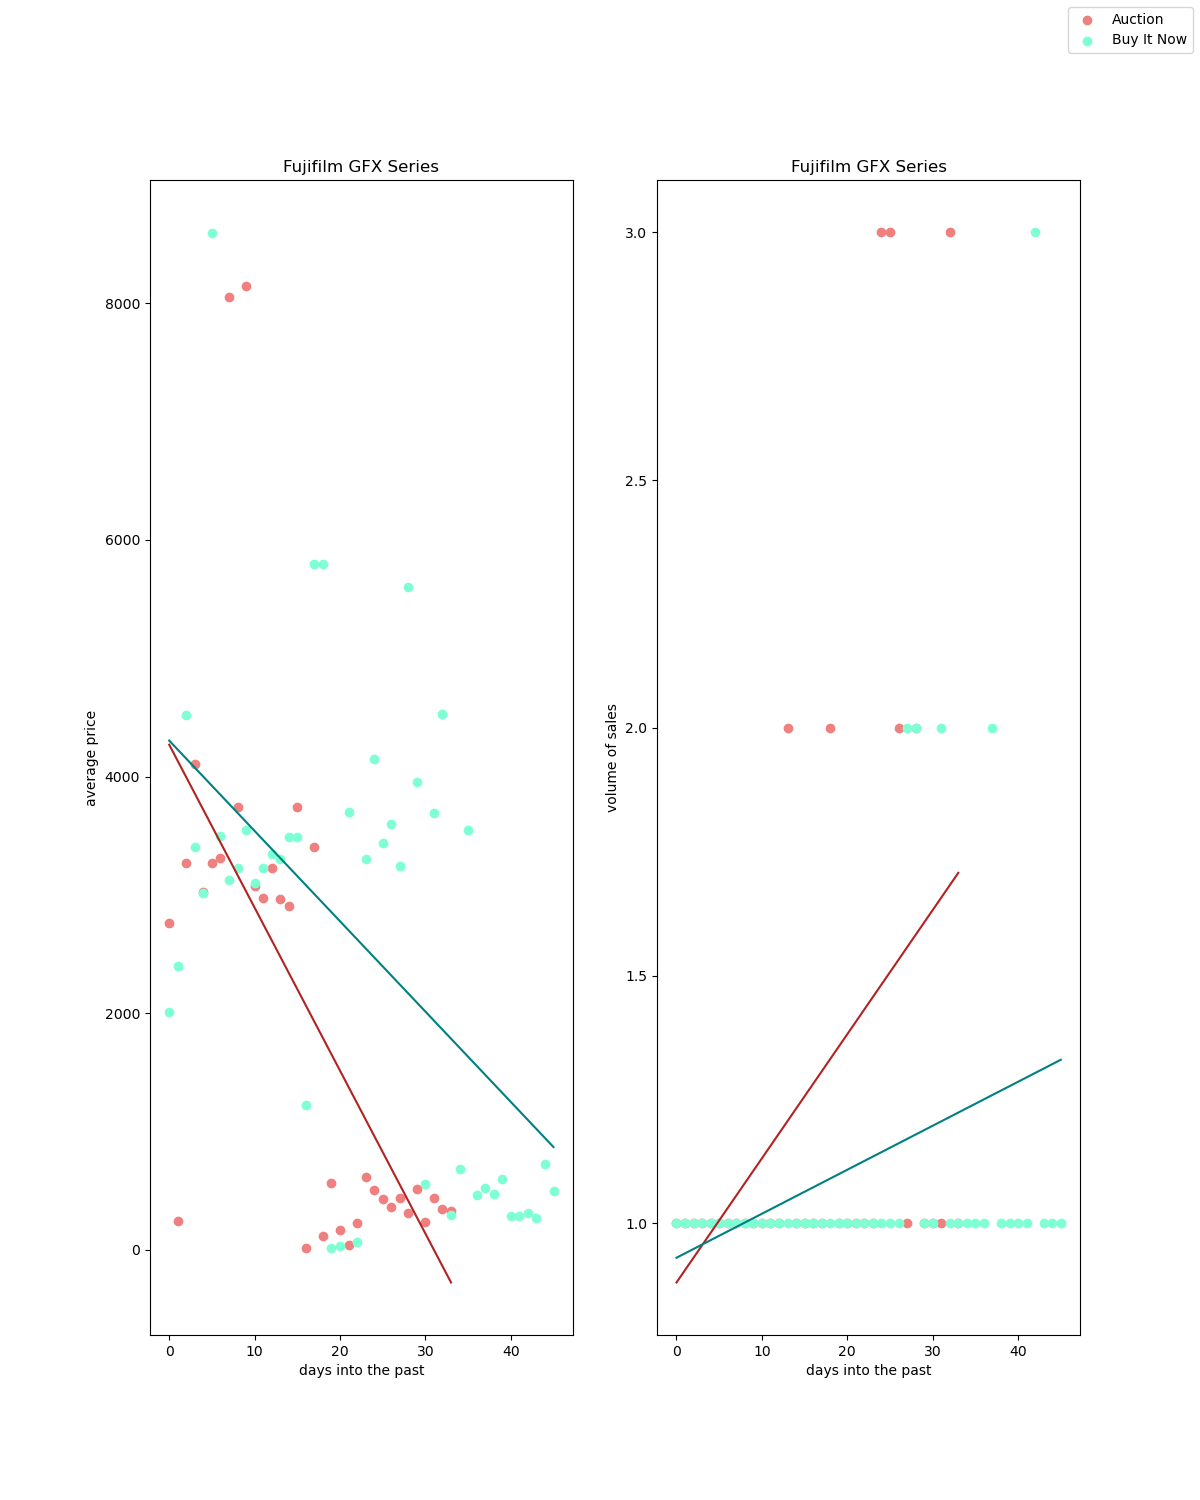 Auction
Buy It Now
Fujifilm GFX Series
8000
6000
4000
2000
0
average price
0 10 20 30 40
days into the past
Fujifilm GFX Series
3.0
2.5
2.0
1.5
1.0
volume of sales
0 10 20 30 40
days into the past